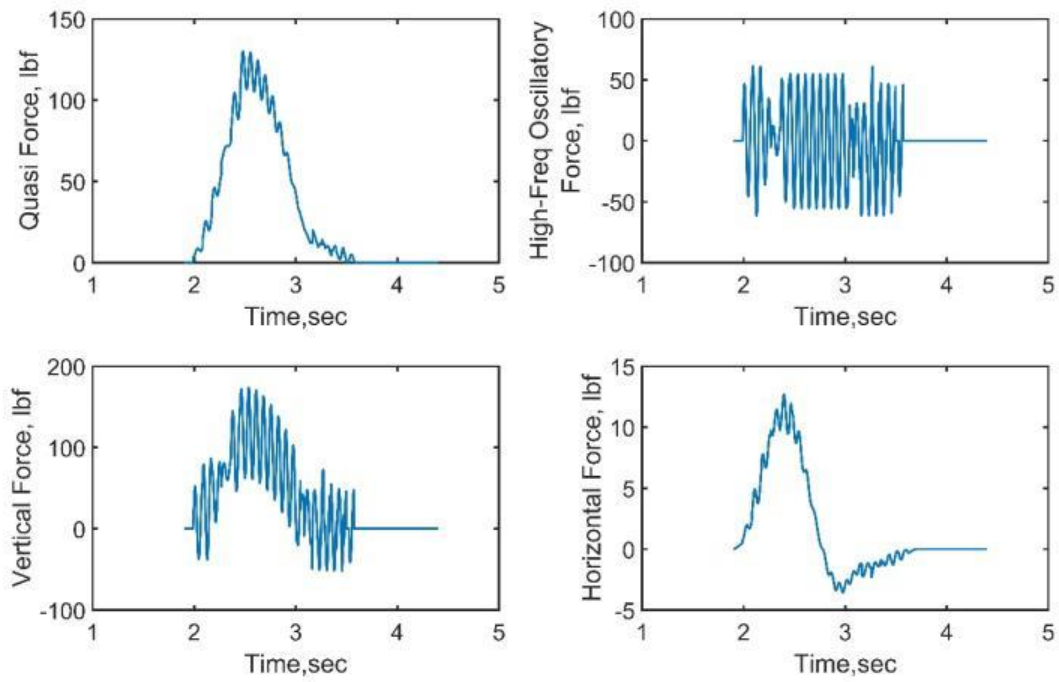 150
100
50
0
Quasi Force, lbf
1 2 3 4 5
Time,sec
100
50
0
-50
-100
High-Freq Oscillatory
Force, lbf
1 2 3 4 5
Time,sec
200
100
0
-100
Vertical Force, lbf
1 2 3 4 5
Time,sec
15
10
5
0
-5
Horizontal Force, lbf
1 2 3 4 5
Time,sec